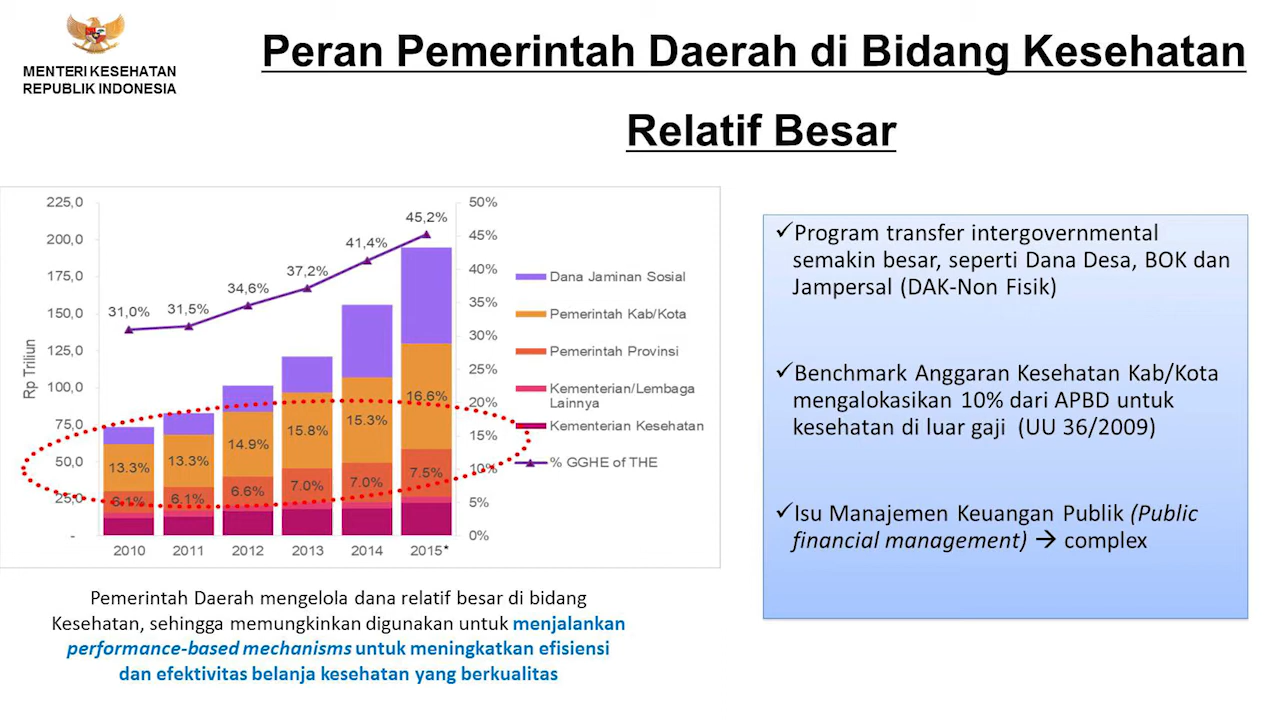 MENTERI KESEHATAN
REPUBLIK INDONESIA
Peran Pemerintah Daerah di Bidang Kesehatan
Relatif Besar
225,0
200,0
175,0
150,0
125,0
100,0
75,0
50,0
25,0
-
Rp Triliun
50%
45%
40%
35%
30%
25%
20%
15%
10%
5%
0%
31,0%
31,5%
34,6%
37,2%
41,4%
45,2%
13.3%
13.3%
14.9%
15.8%
15.3%
16.6%
6.1%
6.1%
6.6%
7.0%
7.0%
7.5%
2010
2011
2012
2013
2014
2015*
Dana Jaminan Sosial
Pemerintah Kab/Kota
Pemerintah Provinsi
Kementerian/Lembaga
Lainnya
Kementerian Kesehatan
% GGHE of THE
Pemerintah Daerah mengelola dana relatif besar di bidang
Kesehatan, sehingga memungkinkan digunakan untuk menjalankan
performance-based mechanisms untuk meningkatkan efisiensi
dan efektivitas belanja kesehatan yang berkualitas
✓Program transfer intergovernmental
semakin besar, seperti Dana Desa, BOK dan
Jampersal (DAK-Non Fisik)
✓Benchmark Anggaran Kesehatan Kab/Kota
mengalokasikan 10% dari APBD untuk
kesehatan di luar gaji (UU 36/2009)
✓Isu Manajemen Keuangan Publik (Public
financial management) → complex